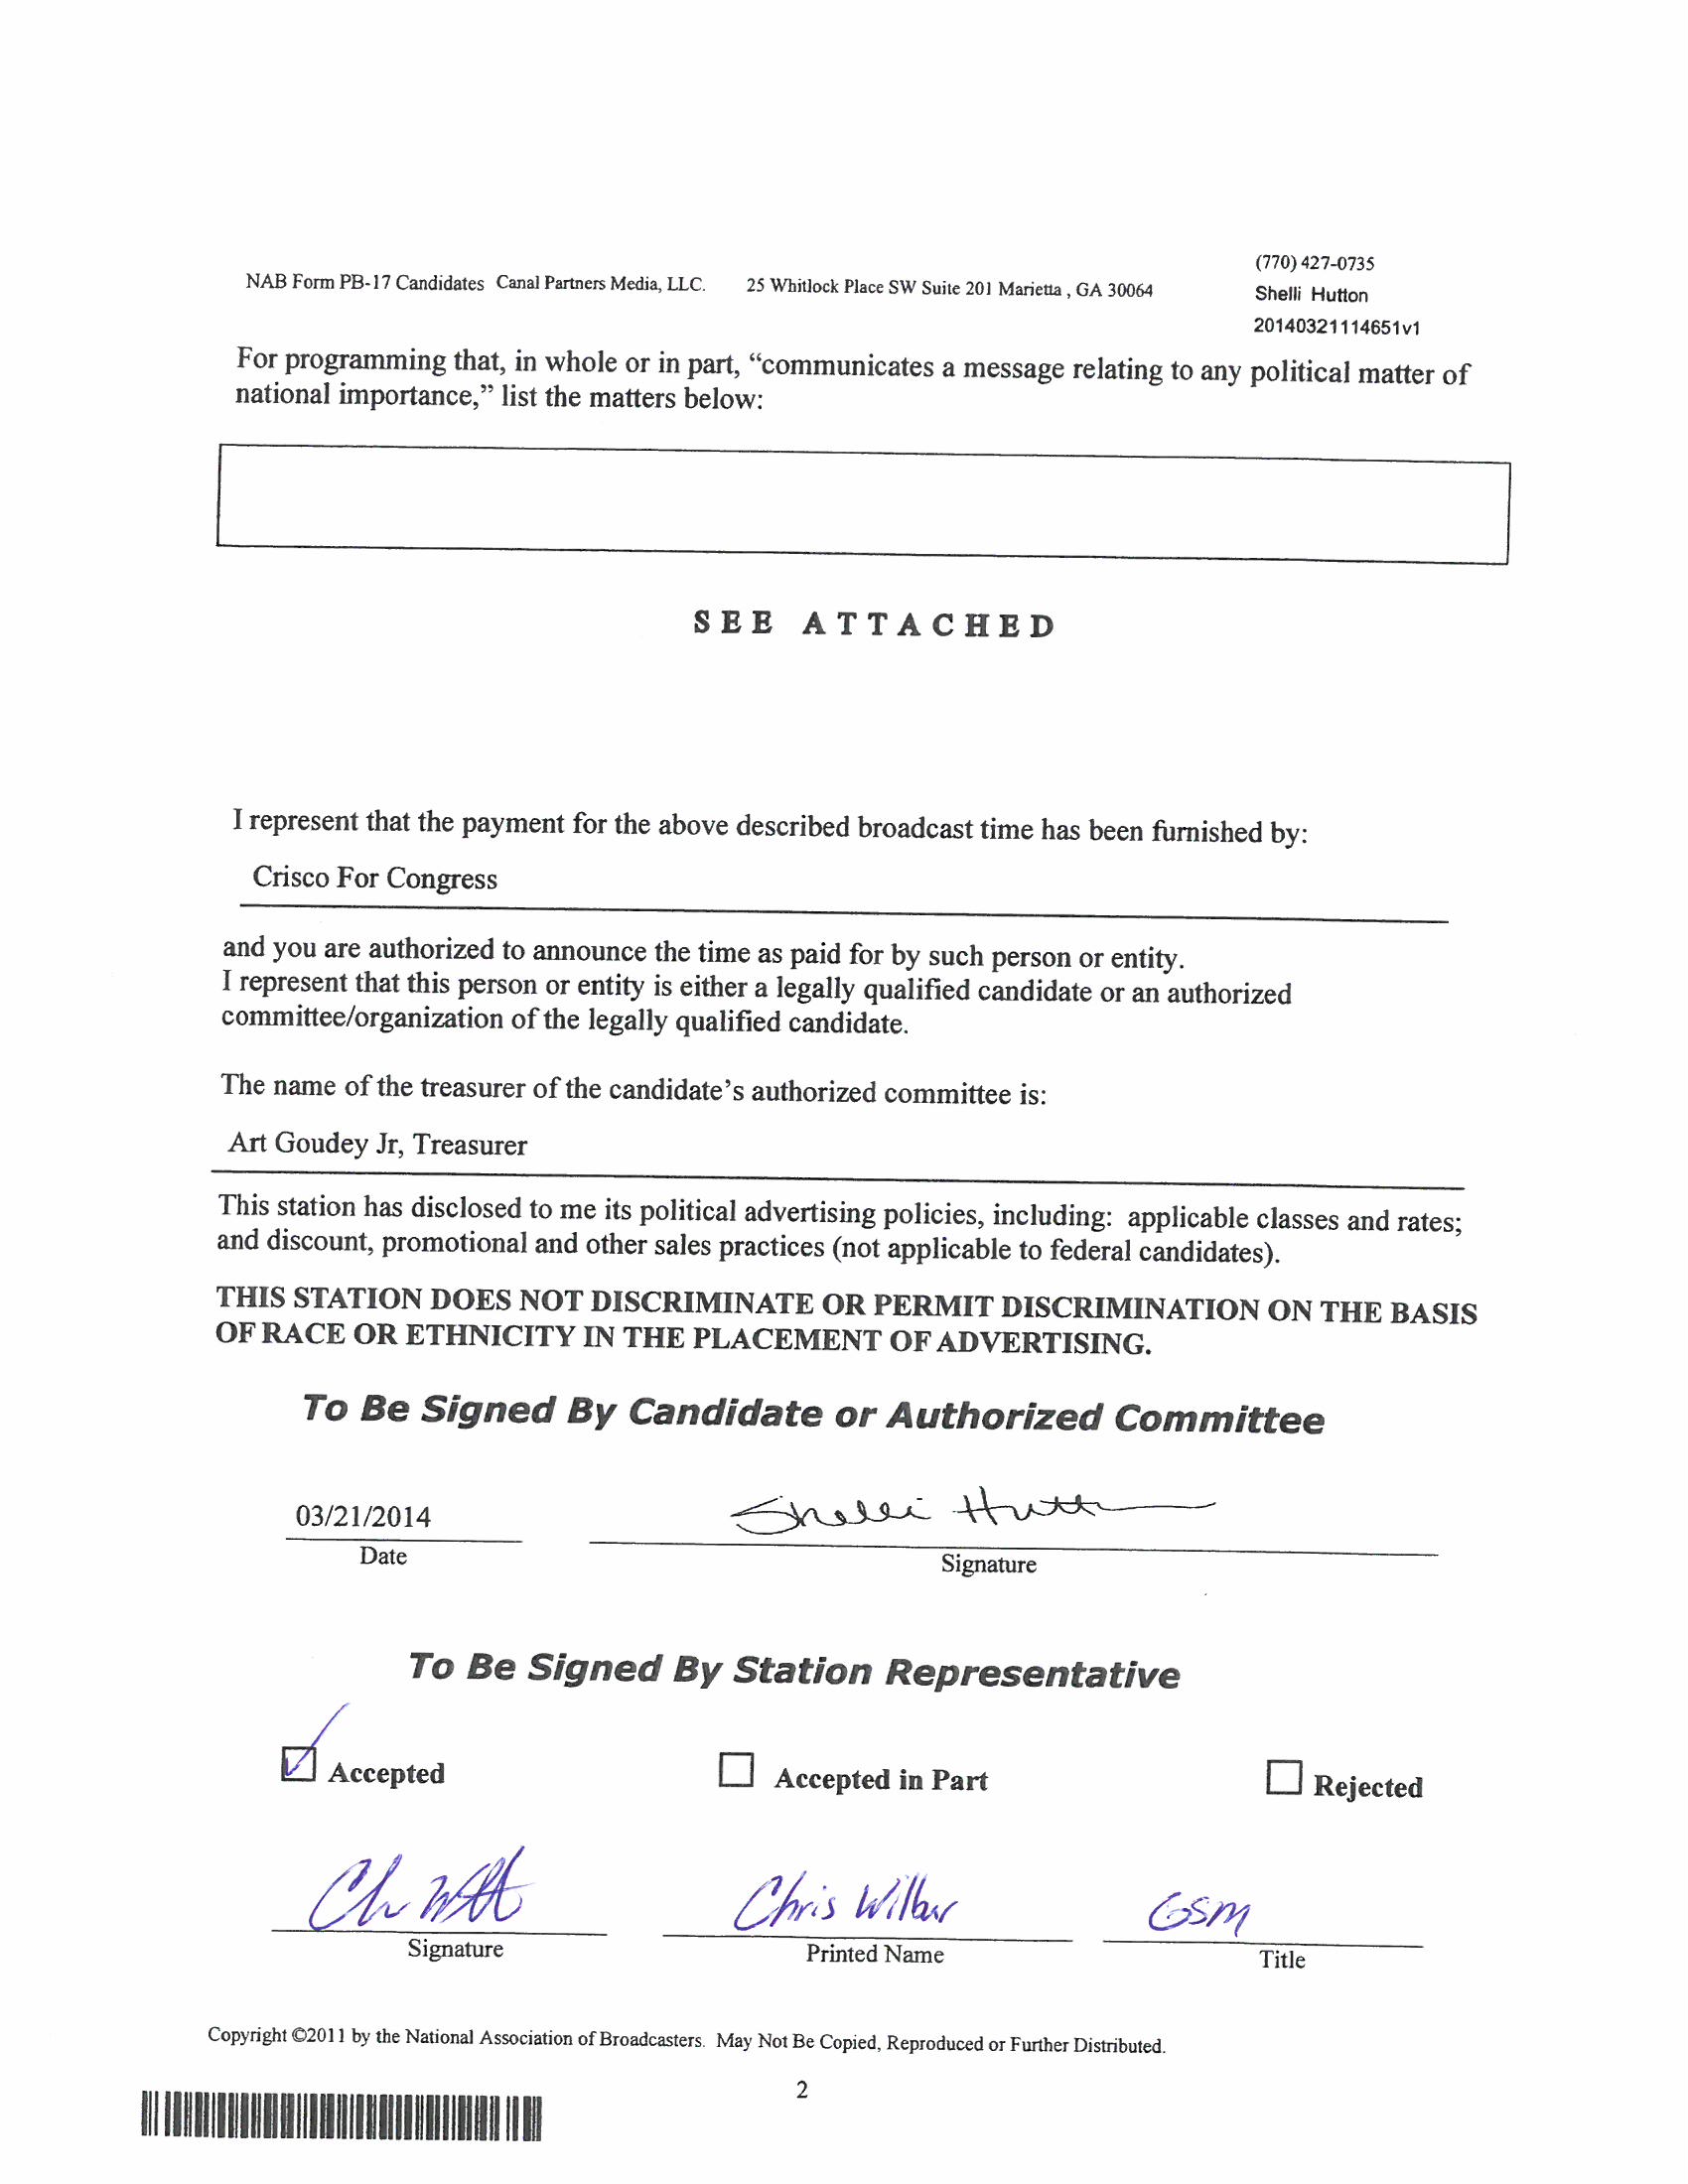 NAB Form PB-17 Candidates Canal Partners Media, LLC. 25 Whitlock Place SW Suite 201 Marietta , GA 30064
(770) 427-0735
Shelli Hutton
20140321114651v1
For programming that, in whole or in part, “communicates a message relating to any political matter of
national importance,” list the matters below:
SEE ATTACHED
I represent that the payment for the above described broadcast time has been furnished by:
Crisco For Congress
and you are authorized to announce the time as paid for by such person or entity.
I represent that this person or entity is either a legally qualified candidate or an authorized
committee/organization of the legally qualified candidate.
The name of the treasurer of the candidate’s authorized committee is:
Art Goudey Jr, Treasurer
This station has disclosed to me its political advertising policies, including: applicable classes and rates;
and discount, promotional and other sales practices (not applicable to federal candidates).
THIS STATION DOES NOT DISCRIMINATE OR PERMIT DISCRIMINATION ON THE BASIS
OF RACE OR ETHNICITY IN THE PLACEMENT OF ADVERTISING.
To Be Signed By Candidate or Authorized Committee
03/21/2014 Shelli Hutton
Date Signature
To Be Signed By Station Representative
Accepted Accepted in Part Rejected
Chris Wilbur GSM
Signature Printed Name Title
Copyright ©2011 by the National Association of Broadcasters. May Not Be Copied, Reproduced or Further Distributed.
2